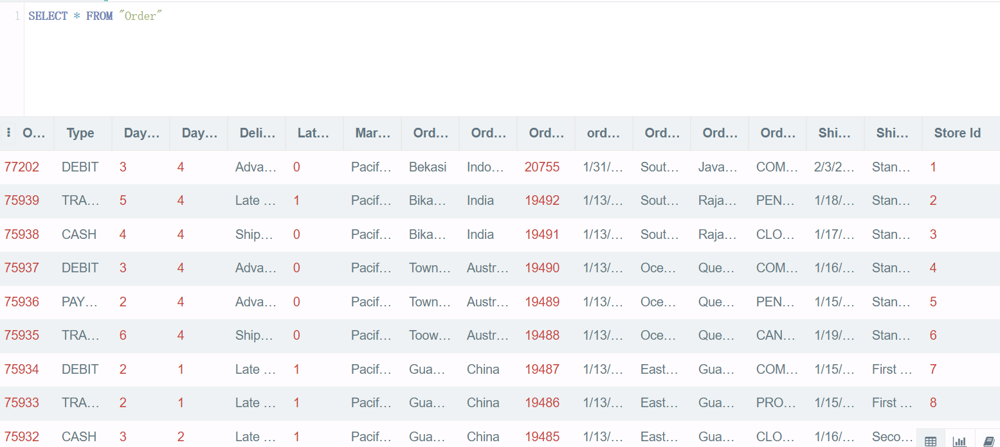 1 SELECT * FROM "Order"
O... Type Day... Day... Deli... Lat... Mar... Ord... Ord... Ord... ord... Ord... Ord... Ord... Shi... Shi... Store Id
77202 DEBIT 3 4 Adva... 0 Pacif... Bekasi Indo... 20755 1/31/... Sout... Java... COM... 2/3/2... Stan... 1
75939 TRA... 5 4 Late ... 1 Pacif... Bika... India 19492 1/13/... Sout... Raja... PEN... 1/18/... Stan... 2
75938 CASH 4 4 Ship... 0 Pacif... Bika... India 19491 1/13/... Sout... Raja... CLO... 1/17/... Stan... 3
75937 DEBIT 3 4 Adva... 0 Pacif... Town... Austr... 19490 1/13/... Oce... Que... COM... 1/16/... Stan... 4
75936 PAY... 2 4 Adva... 0 Pacif... Town... Austr... 19489 1/13/... Oce... Que... PEN... 1/15/... Stan... 5
75935 TRA... 6 4 Ship... 0 Pacif... Toow... Austr... 19488 1/13/... Oce... Que... CAN... 1/19/... Stan... 6
75934 DEBIT 2 1 Late ... 1 Pacif... Gua... China 19487 1/13/... East... Gua... COM... 1/15/... First ... 7
75933 TRA... 2 1 Late ... 1 Pacif... Gua... China 19486 1/13/... East... Gua... PRO... 1/15/... First ... 8
75932 CASH 3 2 Late ... 1 Pacif... Gua... China 19485 1/13/... East... Gua... CLO... 1/16/... Seco...